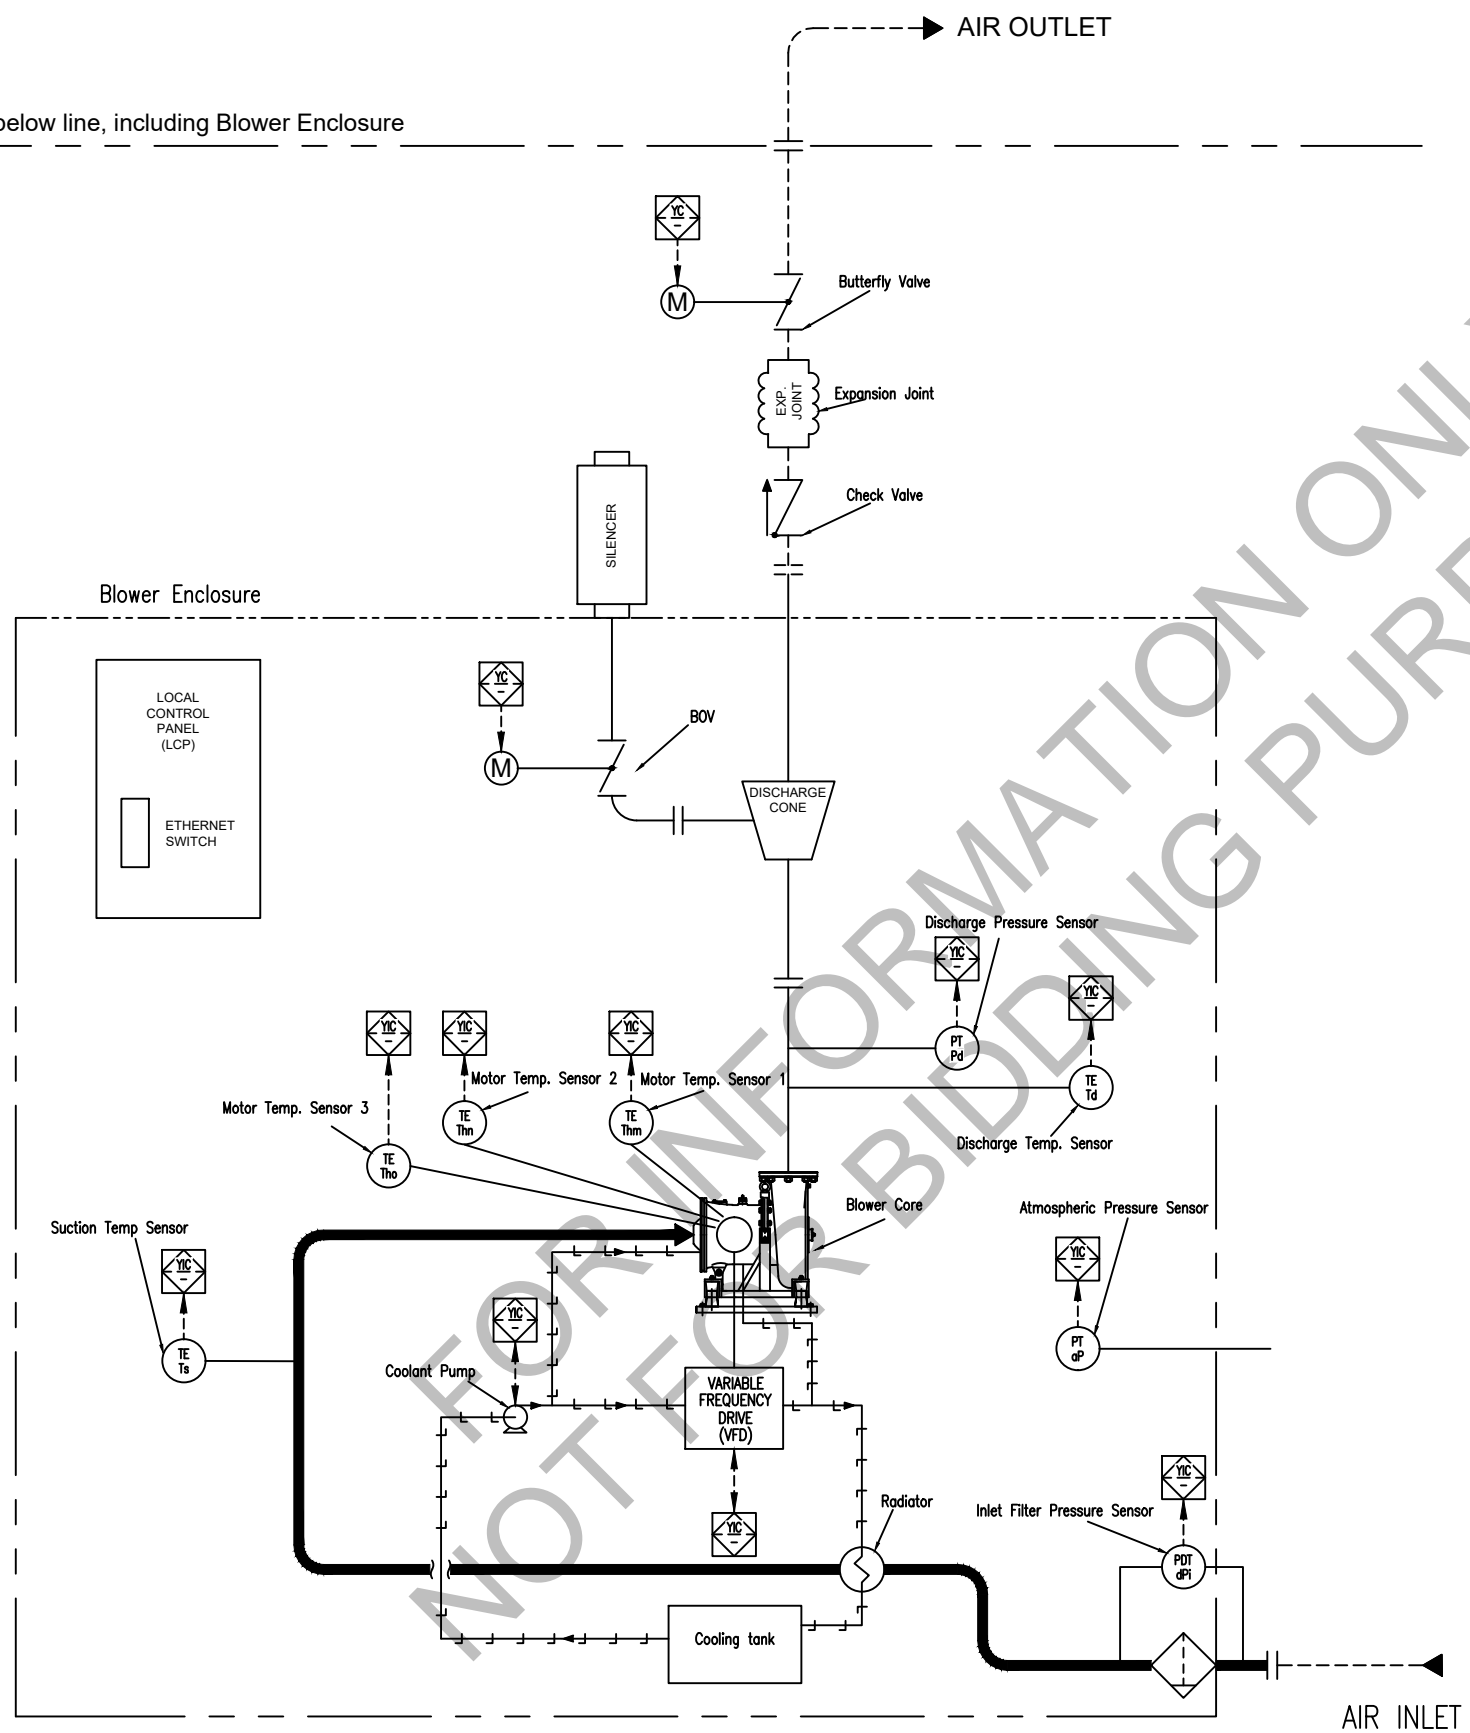 AIR OUTLET
below line, including Blower Enclosure
YC
–
M
Butterfly Valve
EXP.
JOINT
Expansion Joint
Check Valve
SILENCER
Blower Enclosure
LOCAL
CONTROL
PANEL
(LCP)
ETHERNET
SWITCH
YC
–
M
BOV
DISCHARGE
CONE
Discharge Pressure Sensor
YIC
–
YIC
–
PT
Pd
TE
Td
Discharge Temp. Sensor
YIC
–
YIC
–
YIC
–
Motor Temp. Sensor 2
Motor Temp. Sensor 1
Motor Temp. Sensor 3
TE
Thn
TE
Thm
TE
Tho
Blower Core
Suction Temp Sensor
YIC
–
TE
Ts
Atmospheric Pressure Sensor
YIC
–
PT
aP
YIC
–
Coolant Pump
VARIABLE
FREQUENCY
DRIVE
(VFD)
YIC
–
Radiator
Inlet Filter Pressure Sensor
YIC
–
PDT
dPi
Cooling tank
AIR INLET
FOR INFORMATION ONL
NOT FOR BIDDING PUR